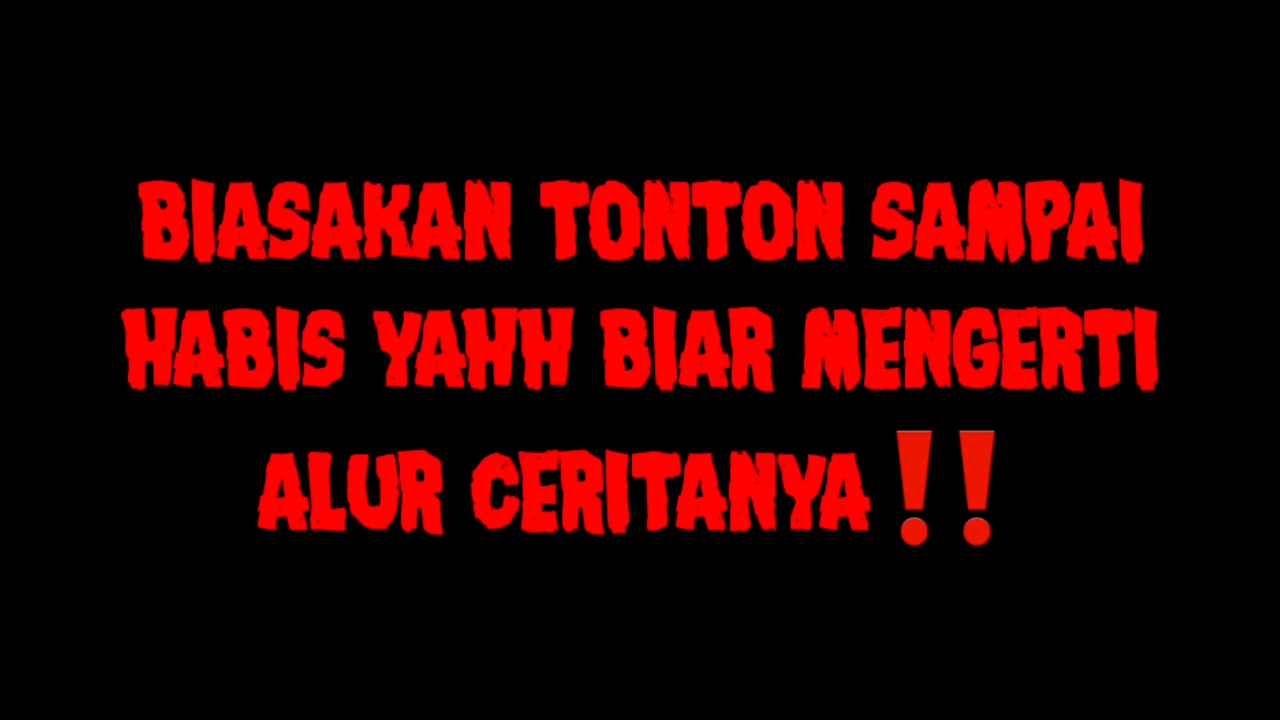 BIASAKAN TONTON SAMPAI
HABIS YAHH BIAR MENGERTI
ALUR CERITANYA‼️